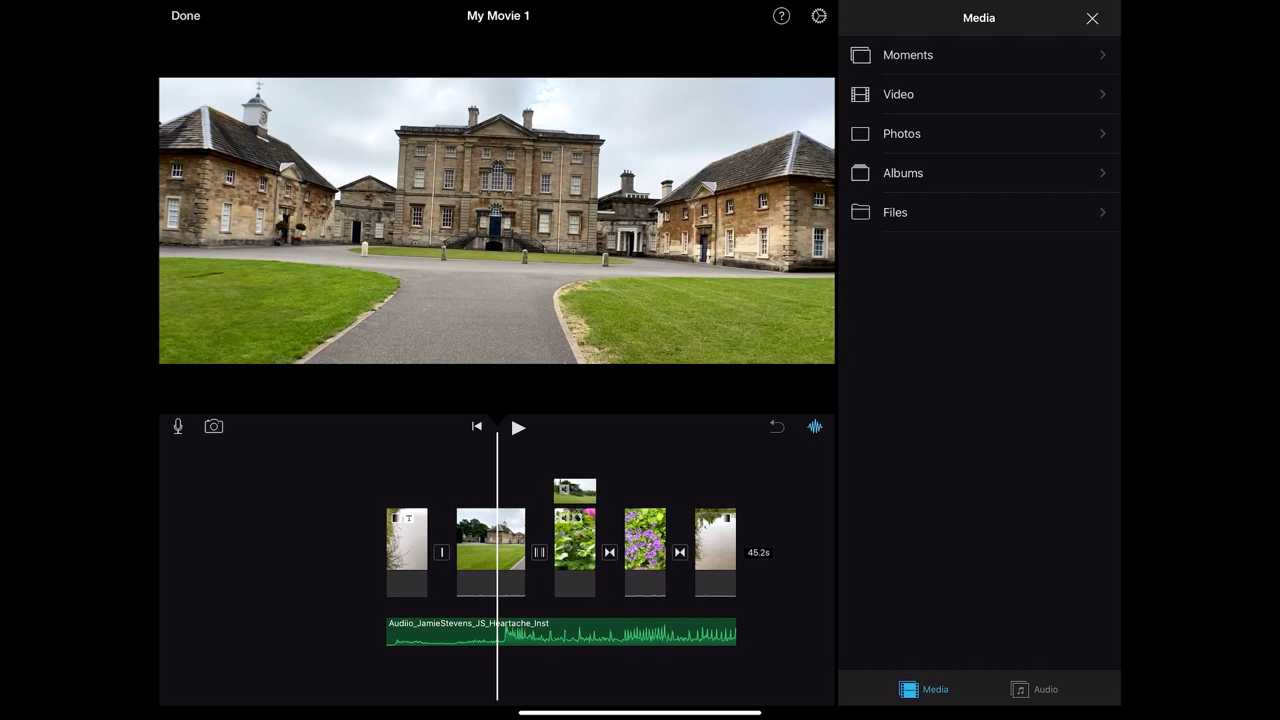 Done
My Movie 1
?
Media
Moments
Video
Photos
Albums
Files
T
45.2s
Audiio_JamieStevens_JS_Heartache_Inst
Media
Audio